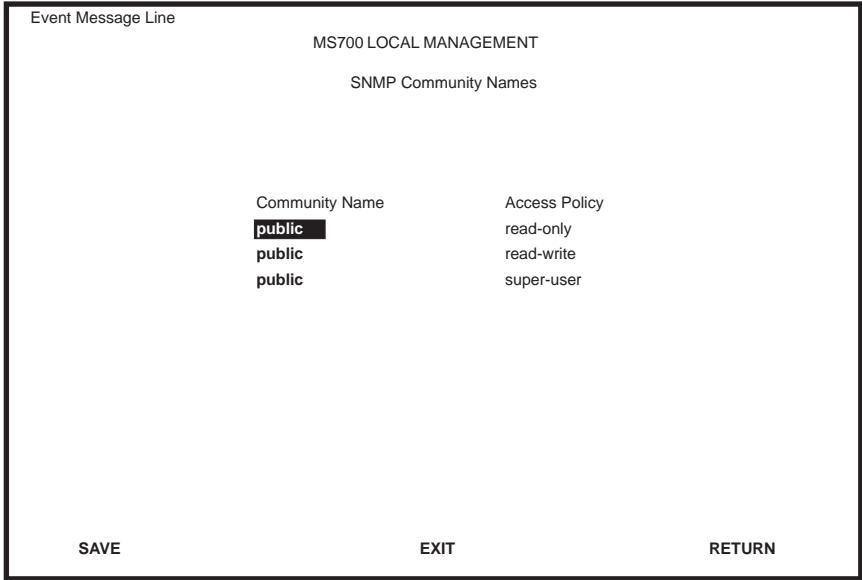 Event Message Line
MS700 LOCAL MANAGEMENT
SNMP Community Names
Community Name Access Policy
public read-only
public read-write
public super-user
SAVE EXIT RETURN